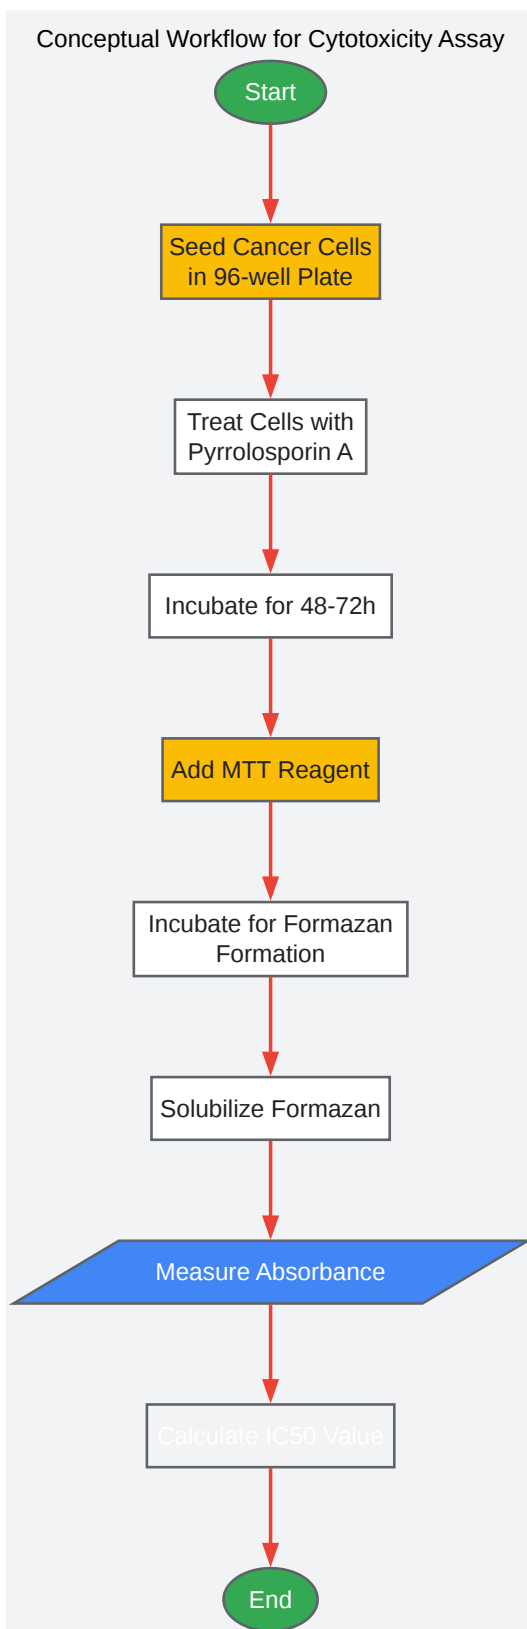 Conceptual Workflow for Cytotoxicity Assay
Start
Seed Cancer Cells
in 96-well Plate
Treat Cells with
Pyrrolosporin A
Incubate for 48-72h
Add MTT Reagent
Incubate for Formazan
Formation
Solubilize Formazan
Measure Absorbance
Calculate IC50 Value
End